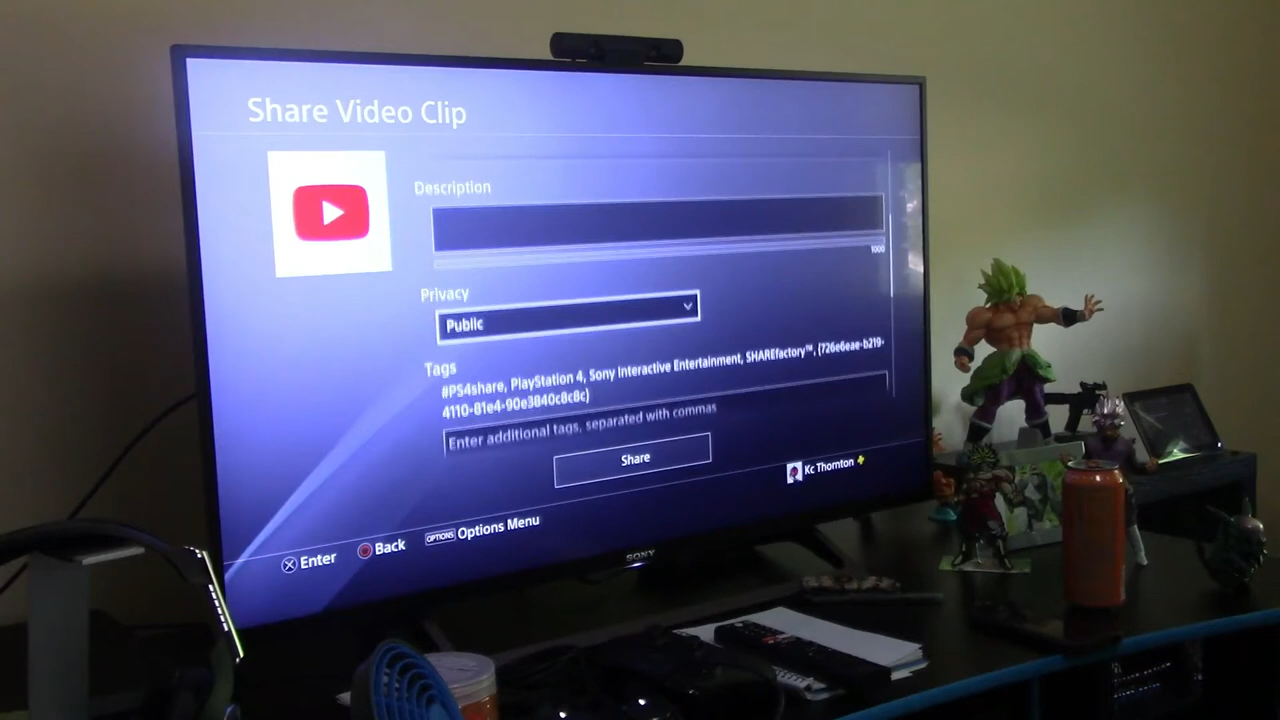 Share Video Clip
Description
1000
Privacy
Public
Tags
#PS4share, PlayStation 4, Sony Interactive Entertainment, SHAREfactory™, {726e6eae-b219-
4110-81e4-90e3840c8c8c}
Enter additional tags, separated with commas
Share
Kc Thornton
Enter
Back
OPTIONS Options Menu
SONY